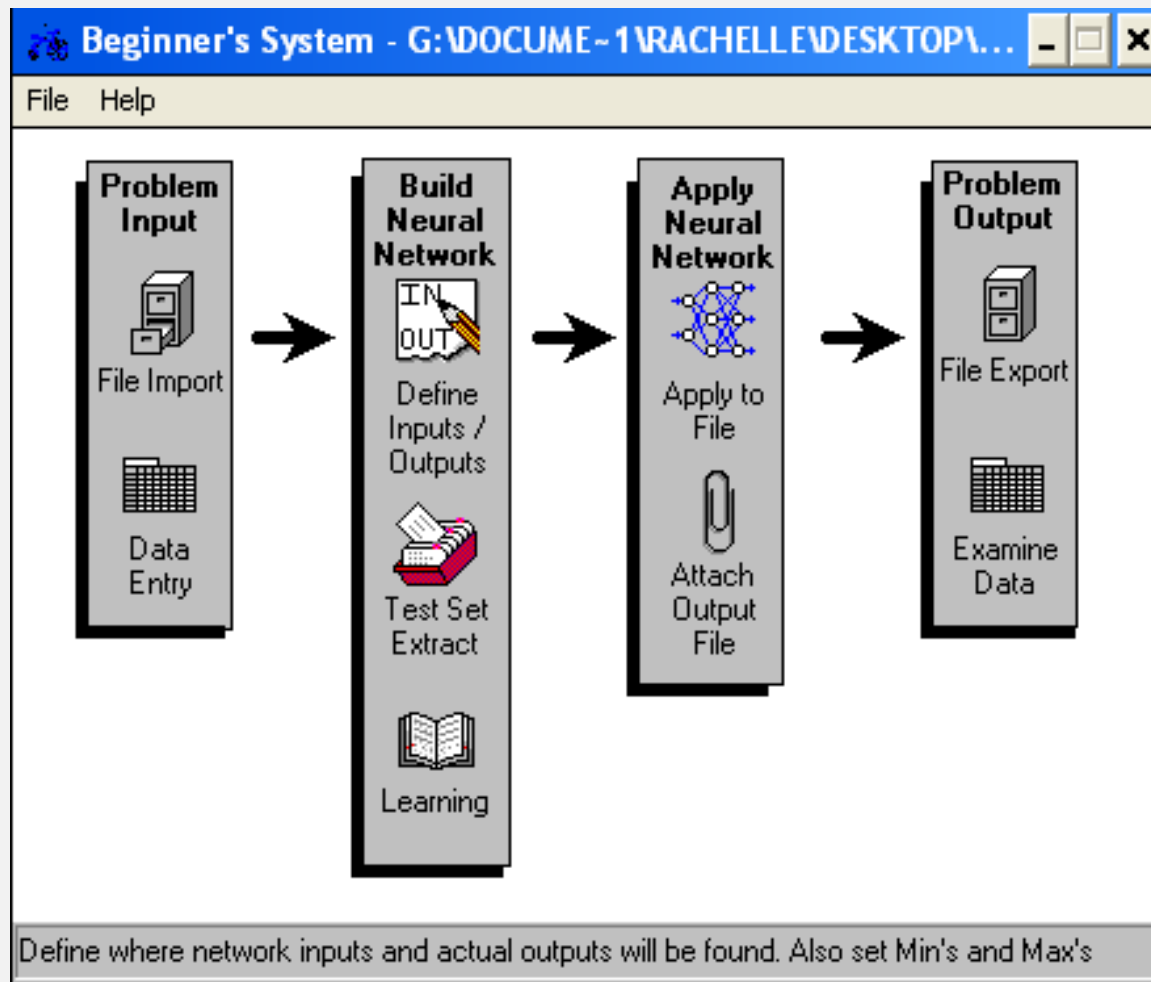 Beginner's System - G:\DOCUME~1\RACHELLE\DESKTOP\...
File Help
Problem
Input
File Import
Data
Entry
Build
Neural
Network
IN
OUT
Define
Inputs /
Outputs
Test Set
Extract
Learning
Apply
Neural
Network
Apply to
File
Attach
Output
File
Problem
Output
File Export
Examine
Data
Define where network inputs and actual outputs will be found. Also set Min's and Max's